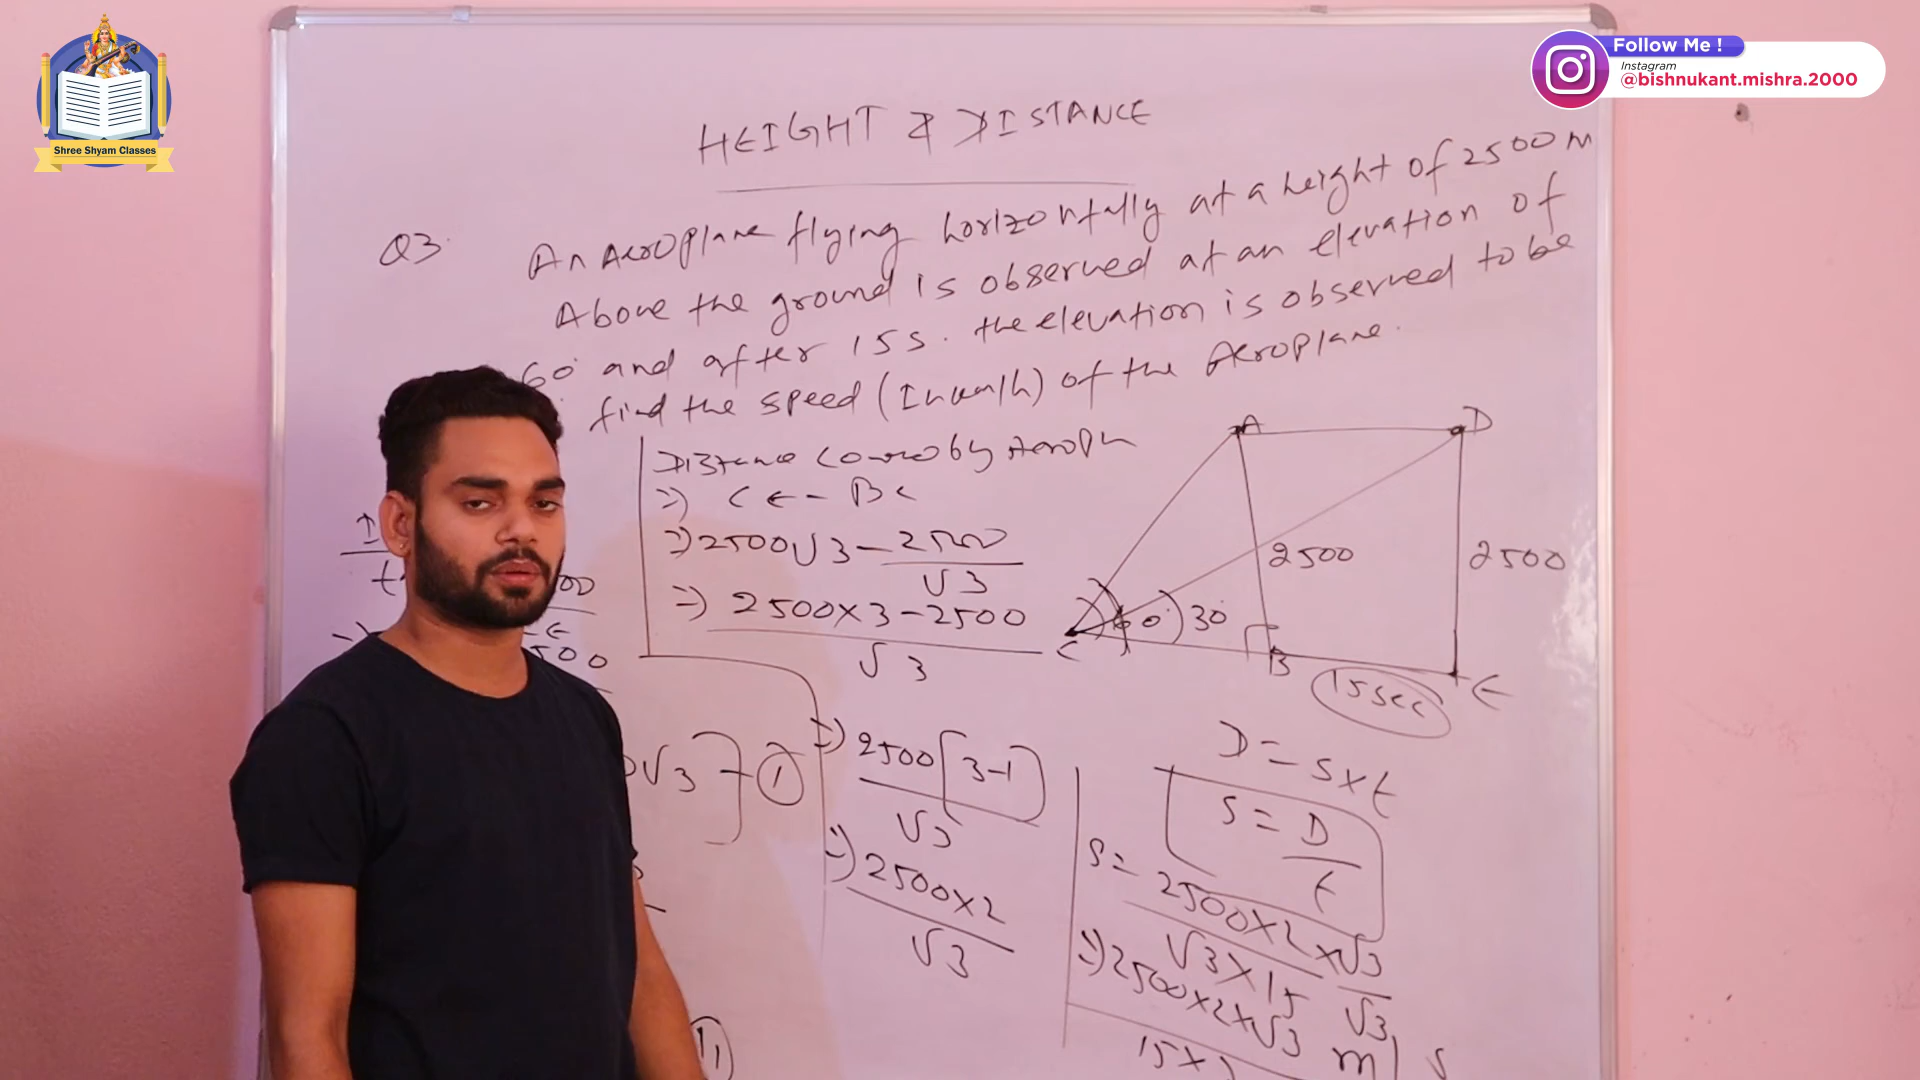 Shree Shyam Classes
Follow Me !
Instagram
@bishnukant.mishra.2000
HEIGHT & DISTANCE
Q3. An Aeroplane flying horizontally at a height of 2500 m
Above the ground is observed at an elevation of
60° and after 15 s. the elevation is observed to be
find the speed (In km/h) of the Aeroplane.
Distance by
=> CE - BC
=> 2500√3 - 2500
√3
=> 2500×3-2500
√3
=> 2500 [3-1]
√3
=> 2500×2
√3
√3 ] - ①
A D
2500 2500
C 60° 30° B E
15 sec
D = S×t
S = D
t
S = 2500×2 × √3
√3×15 √3
=> 2500×2×√3 m/s
15×